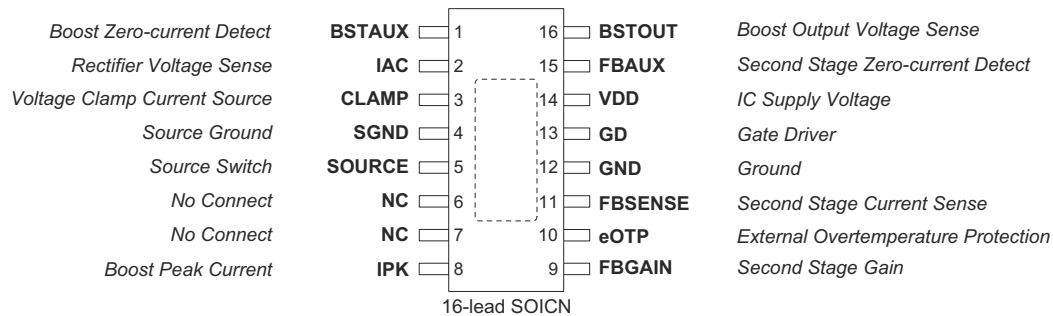 Boost Zero-current Detect BSTAUX 1 16 BSTOUT Boost Output Voltage Sense
Rectifier Voltage Sense IAC 2 15 FBAUX Second Stage Zero-current Detect
Voltage Clamp Current Source CLAMP 3 14 VDD IC Supply Voltage
Source Ground SGND 4 13 GD Gate Driver
Source Switch SOURCE 5 12 GND Ground
No Connect NC 6 11 FBSENSE Second Stage Current Sense
No Connect NC 7 10 eOTP External Overtemperature Protection
Boost Peak Current IPK 8 9 FBGAIN Second Stage Gain
16-lead SOICN